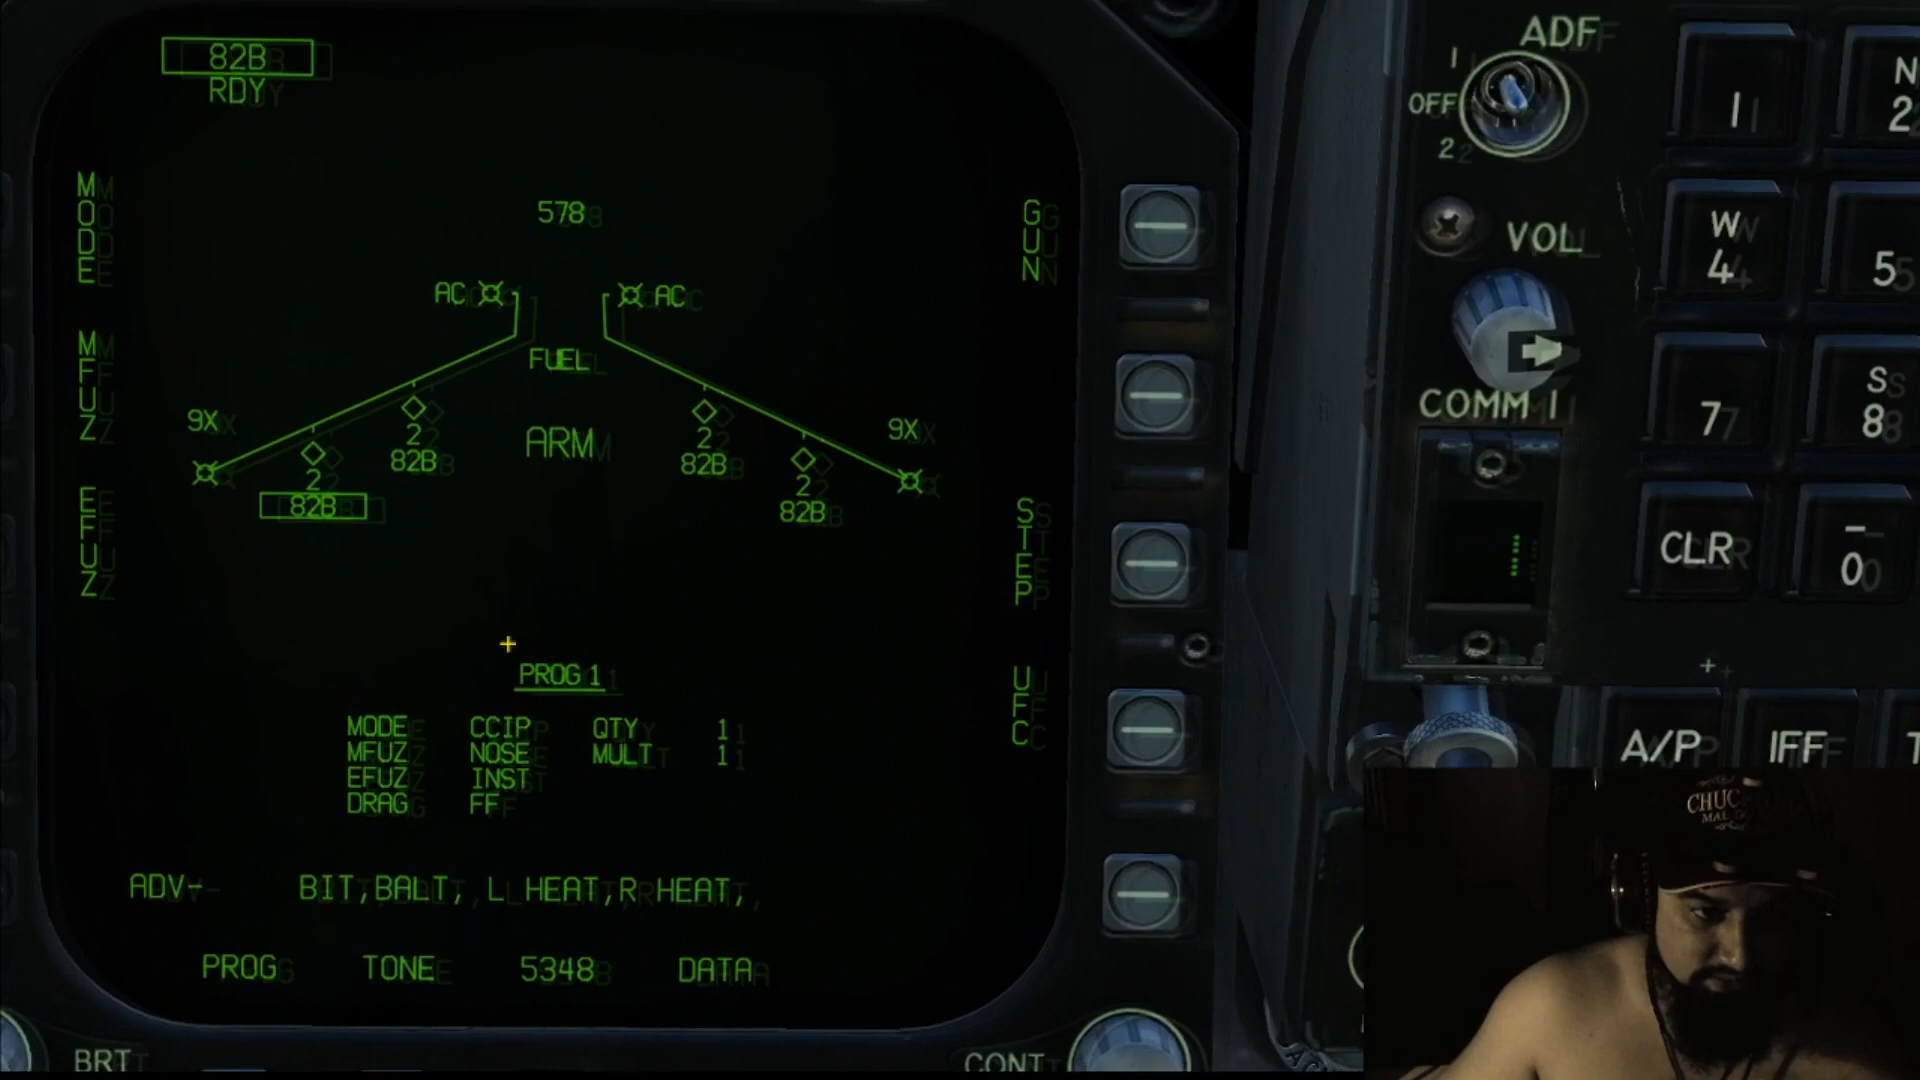 82B
RDY
ADF
1
OFF
2
1
N
2
MODE
578
GUN
W
4
5
VOL
AC
AC
MFUZ
FUEL
9X
9X
2
82B
ARM
2
82B
2
82B
2
82B
COMM 1
7
S
8
EFUZ
STEP
CLR
-
0
UFC
PROG 1
MODE CCIP QTY 1
MFUZ NOSE MULT 1
EFUZ INST
DRAG FF
A/P
IFF
ADV- BIT,BALT, L HEAT,R HEAT,
PROG TONE 5348 DATA
BRT
CONT